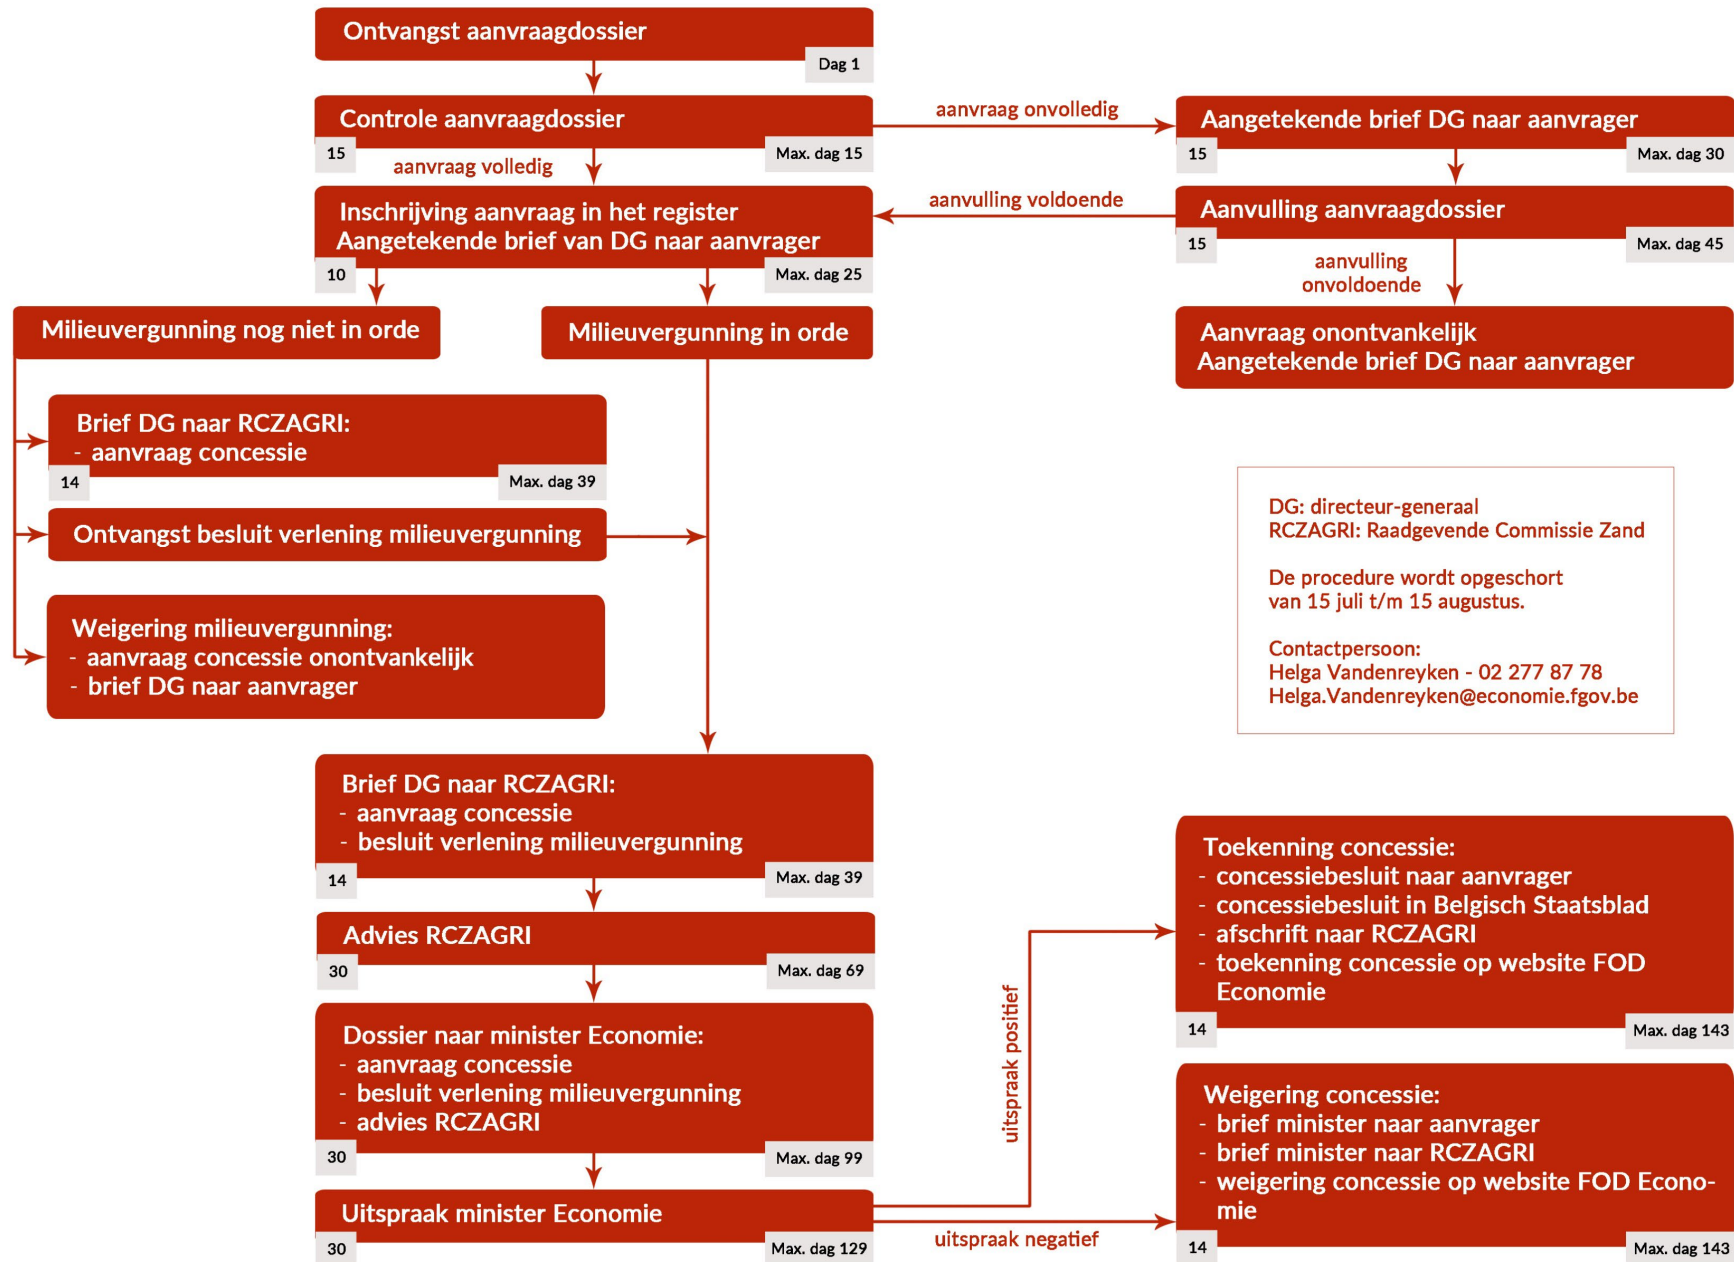 Ontvangst aanvraagdossier
Dag 1
Controle aanvraagdossier
15
Max. dag 15
aanvraag onvolledig
Aangetekende brief DG naar aanvrager
15
Max. dag 30
aanvraag volledig
Inschrijving aanvraag in het register
Aangetekende brief van DG naar aanvrager
10
Max. dag 25
aanvulling voldoende
Aanvulling aanvraagdossier
15
Max. dag 45
aanvulling
onvoldoende
Milieuvergunning nog niet in orde
Milieuvergunning in orde
Aanvraag onontvankelijk
Aangetekende brief DG naar aanvrager
Brief DG naar RCZAGRI:
- aanvraag concessie
14
Max. dag 39
Ontvangst besluit verlening milieuvergunning
Weigering milieuvergunning:
- aanvraag concessie onontvankelijk
- brief DG naar aanvrager
DG: directeur-generaal
RCZAGRI: Raadgevende Commissie Zand
De procedure wordt opgeschort
van 15 juli t/m 15 augustus.
Contactpersoon:
Helga Vandenreyken - 02 277 87 78
Helga.Vandenreyken@economie.fgov.be
Brief DG naar RCZAGRI:
- aanvraag concessie
- besluit verlening milieuvergunning
14
Max. dag 39
Advies RCZAGRI
30
Max. dag 69
Dossier naar minister Economie:
- aanvraag concessie
- besluit verlening milieuvergunning
- advies RCZAGRI
30
Max. dag 99
Uitspraak minister Economie
30
Max. dag 129
uitspraak positief
uitspraak negatief
Toekenning concessie:
- concessiebesluit naar aanvrager
- concessiebesluit in Belgisch Staatsblad
- afschrift naar RCZAGRI
- toekenning concessie op website FOD
Economie
14
Max. dag 143
Weigering concessie:
- brief minister naar aanvrager
- brief minister naar RCZAGRI
- weigering concessie op website FOD Econo-
mie
14
Max. dag 143